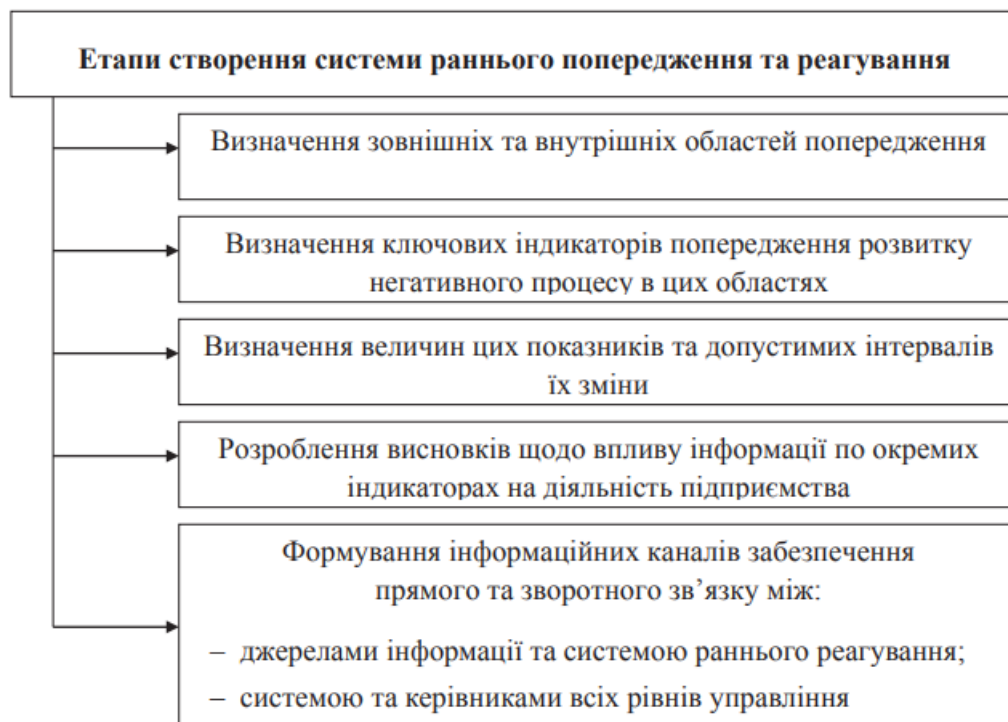 Етапи створення системи раннього попередження та реагування
Визначення зовнішніх та внутрішніх областей попередження
Визначення ключових індикаторів попередження розвитку
негативного процесу в цих областях
Визначення величин цих показників та допустимих інтервалів
їх зміни
Розроблення висновків щодо впливу інформації по окремих
індикаторах на діяльність підприємства
Формування інформаційних каналів забезпечення
прямого та зворотного зв’язку між:
– джерелами інформації та системою раннього реагування;
– системою та керівниками всіх рівнів управління